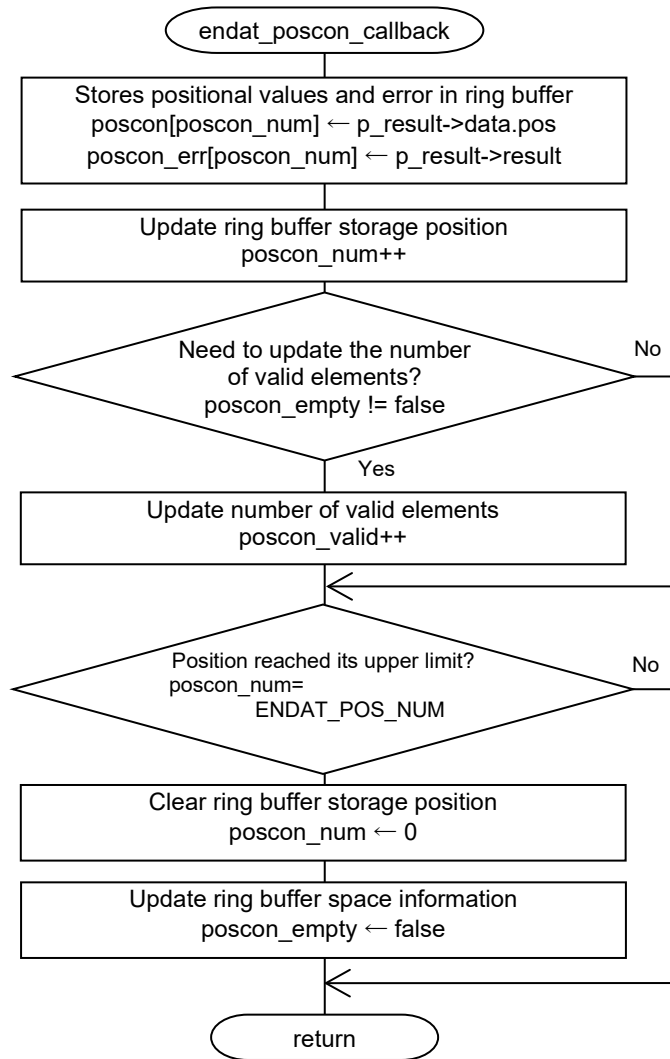 endat_poscon_callback
Stores positional values and error in ring buffer
poscon[poscon_num] ← p_result->data.pos
poscon_err[poscon_num] ← p_result->result
Update ring buffer storage position
poscon_num++
Need to update the number
of valid elements?
poscon_empty != false
No
Yes
Update number of valid elements
poscon_valid++
Position reached its upper limit?
poscon_num=
ENDAT_POS_NUM
No
Clear ring buffer storage position
poscon_num ← 0
Update ring buffer space information
poscon_empty ← false
return